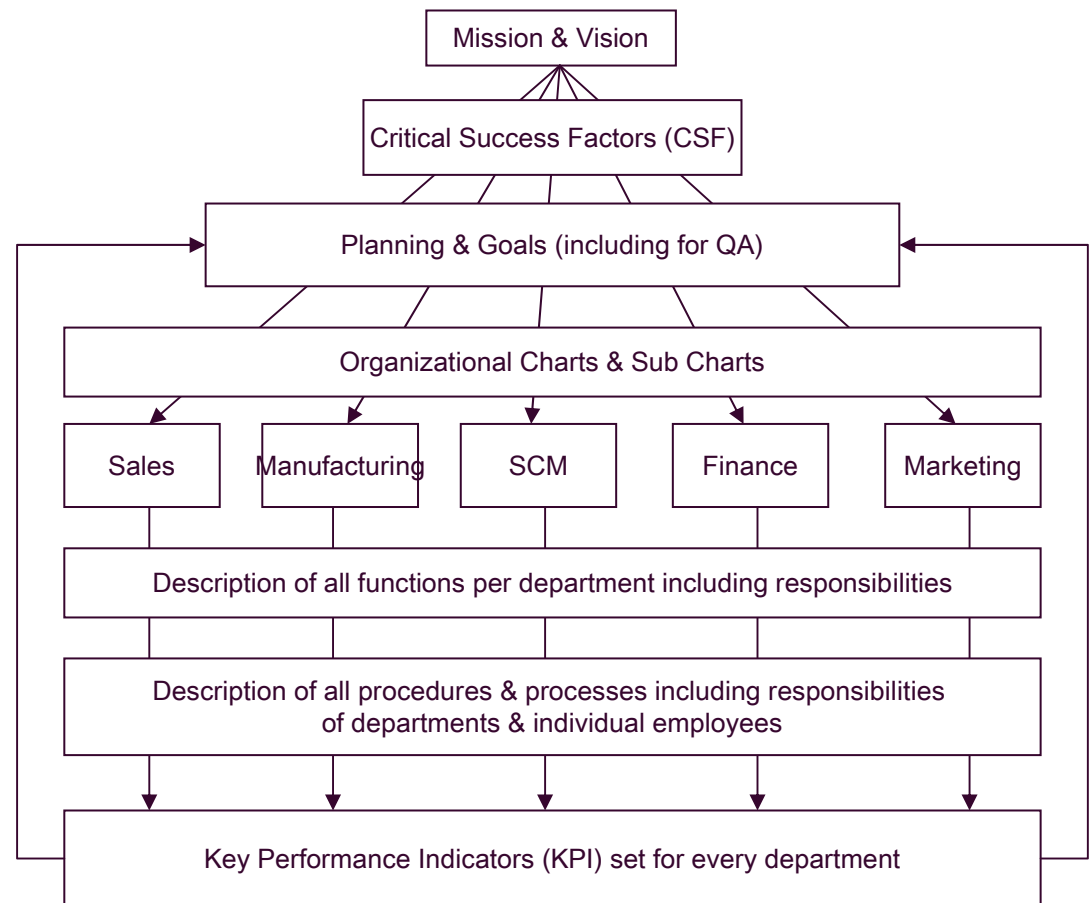 Mission & Vision
Critical Success Factors (CSF)
Planning & Goals (including for QA)
Organizational Charts & Sub Charts
Sales
Manufacturing
SCM
Finance
Marketing
Description of all functions per department including responsibilities
Description of all procedures & processes including responsibilities
of departments & individual employees
Key Performance Indicators (KPI) set for every department